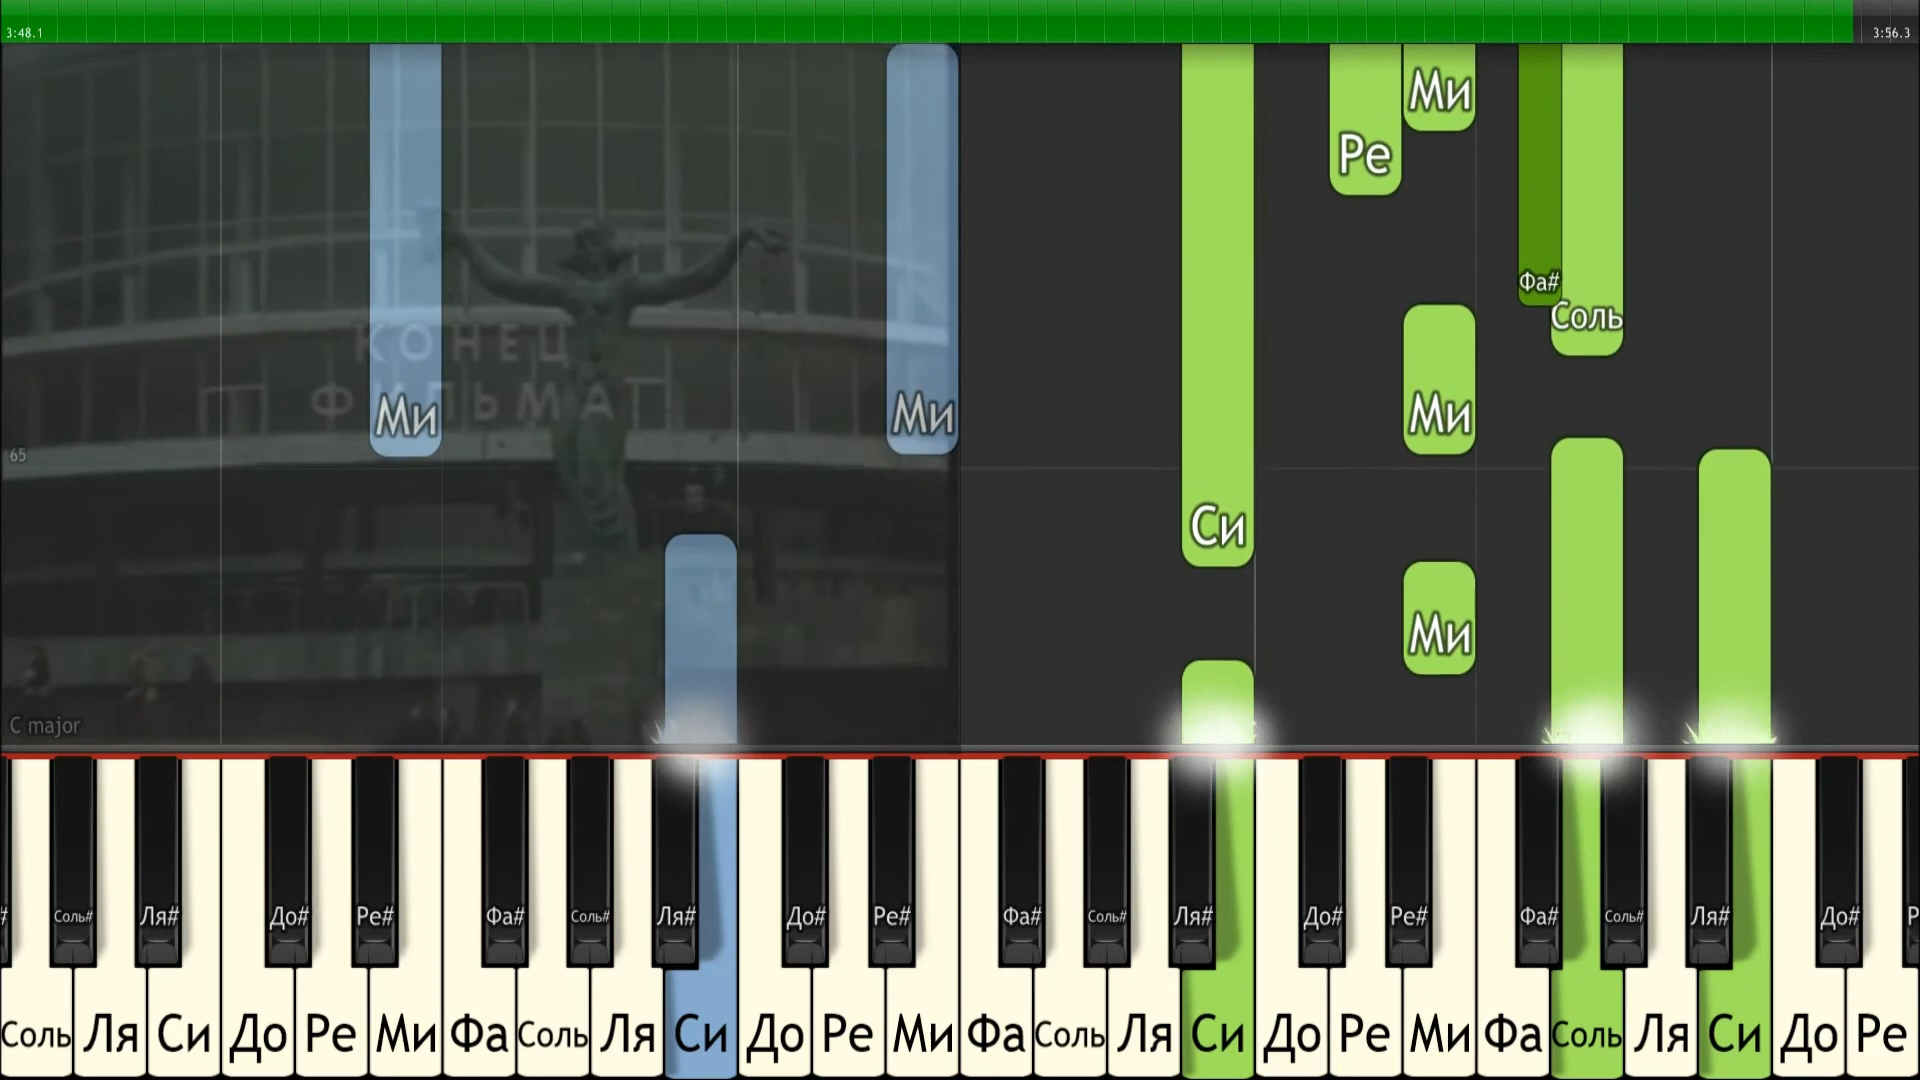 3:48.1
3:56.3
Ми
Ре
Фа#
Соль
КОНЕЦ
ФИЛЬМА
Ми
Ми
Ми
65
Си
Ми
C major
#
Соль#
Ля#
До#
Ре#
Фа#
Соль#
Ля#
До#
Ре#
Фа#
Соль#
Ля#
До#
Ре#
Фа#
Соль#
Ля#
До#
Соль Ля Си До Ре Ми Фа Соль Ля Си До Ре Ми Фа Соль Ля Си До Ре Ми Фа Соль Ля Си До Ре